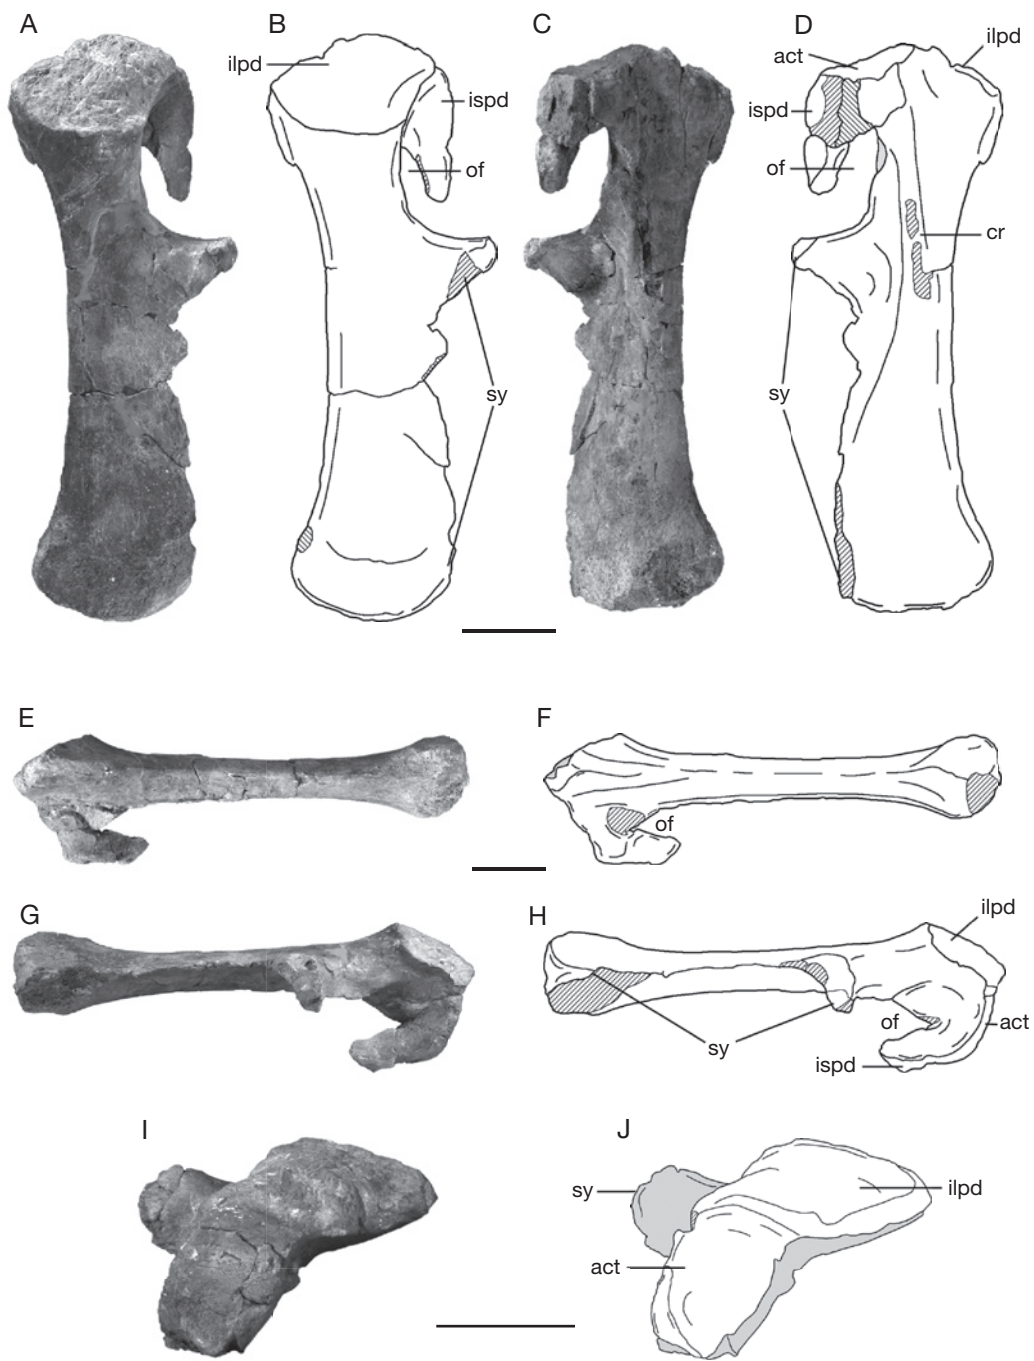 A B C D
ilpd
ispd
of
sy
act
ilpd
ispd
of
cr
sy
E F
of
G H
ilpd
of
act
sy
ispd
I J
sy
ilpd
act